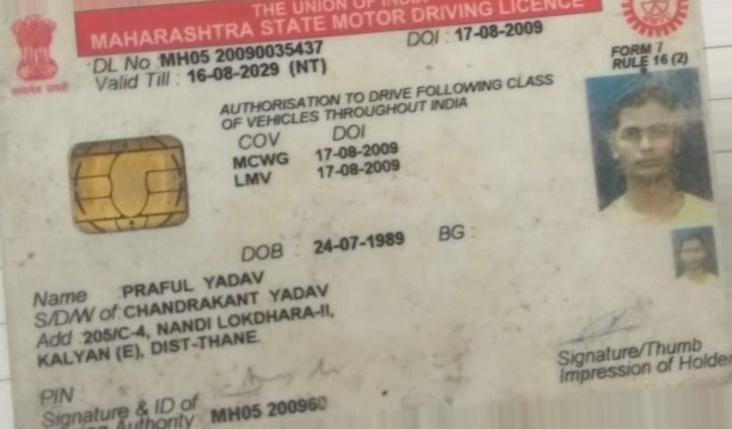 THE UNION OF INDIA
MAHARASHTRA STATE MOTOR DRIVING LICENCE
DL No MH05 20090035437 DOI : 17-08-2009
Valid Till : 16-08-2029 (NT)
FORM 7
RULE 16 (2)
AUTHORISATION TO DRIVE FOLLOWING CLASS
OF VEHICLES THROUGHOUT INDIA
COV DOI
MCWG 17-08-2009
LMV 17-08-2009
DOB : 24-07-1989 BG :
Name : PRAFUL YADAV
S/D/W of : CHANDRAKANT YADAV
Add : 205/C-4, NANDI LOKDHARA-II,
KALYAN (E), DIST-THANE.
PIN :
Signature & ID of
Authority MH05 200960
Signature/Thumb
Impression of Holder